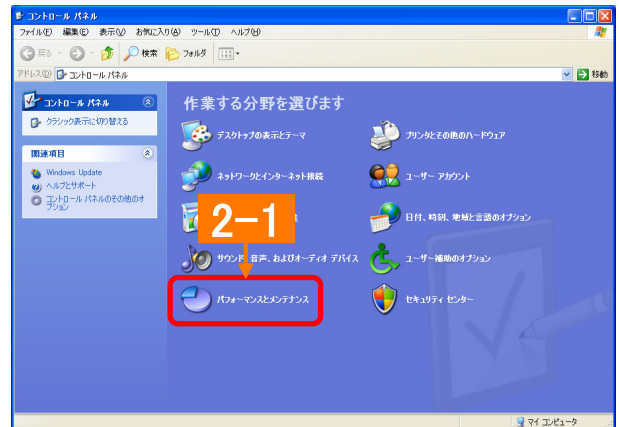 コントロール パネル
ファイル(F) 編集(E) 表示(V) お気に入り(A) ツール(T) ヘルプ(H)
戻る 検索 フォルダ
アドレス(D) コントロール パネル 移動
コントロール パネル
クラシック表示に切り替える
関連項目
Windows Update
ヘルプとサポート
コントロール パネルのその他のオプション
作業する分野を選びます
デスクトップの表示とテーマ
プリンタとその他のハードウェア
ネットワークとインターネット接続
ユーザー アカウント
日付、時刻、地域と言語のオプション
2-1
サウンド、音声、およびオーディオ デバイス
ユーザー補助のオプション
パフォーマンスとメンテナンス
セキュリティ センター
マイ コンピュータ